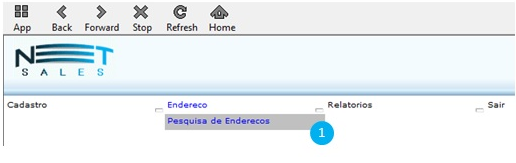 App Back Forward Stop Refresh Home
NET
SALES
Cadastro Endereco Relatorios Sair
Pesquisa de Enderecos 1